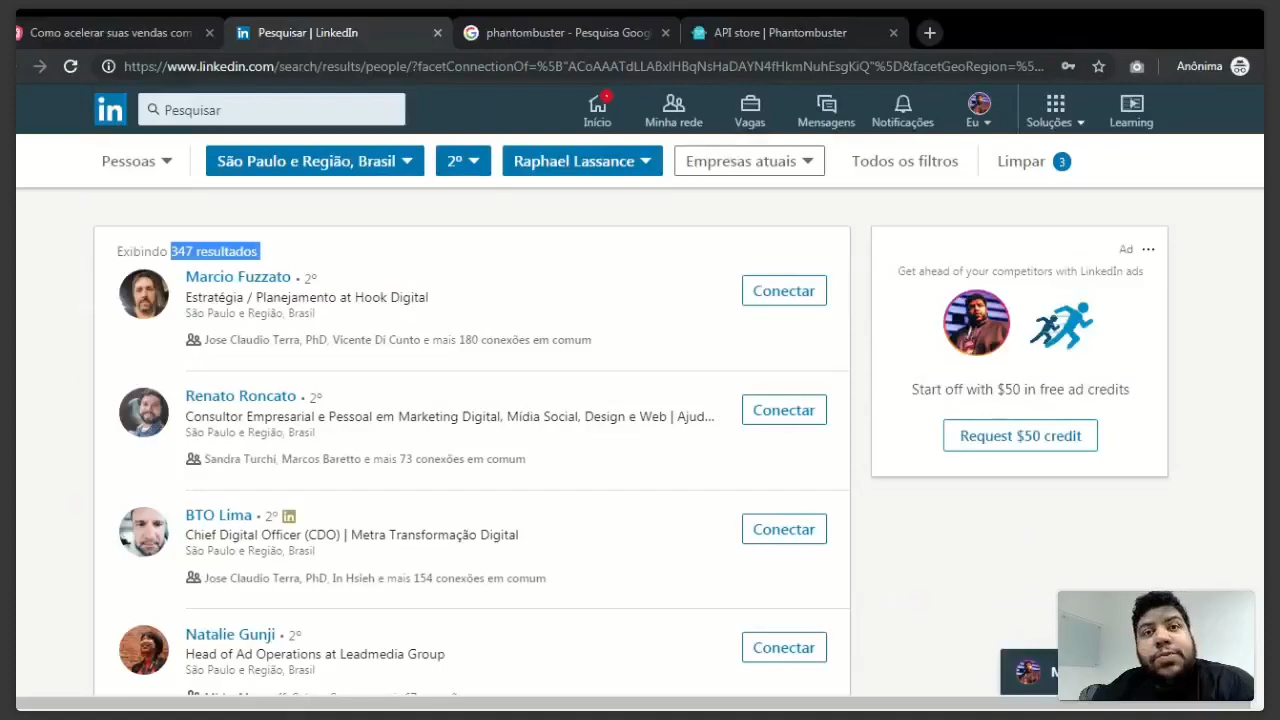 Como acelerar suas vendas com
Pesquisar | LinkedIn
phantombuster - Pesquisa Goog
API store | Phantombuster
https://www.linkedin.com/search/results/people/?facetConnectionOf=%5B"ACoAAATdLLABxlHBqNsHaDAYN4fHkmNuhEsgKiQ"%5D&facetGeoRegion=%5...
Anônima
in
Pesquisar
Início
Minha rede
Vagas
Mensagens
Notificações
Eu
Soluções
Learning
Pessoas
São Paulo e Região, Brasil
2º
Raphael Lassance
Empresas atuais
Todos os filtros
Limpar 3
Exibindo 347 resultados
Marcio Fuzzato • 2º
Estratégia / Planejamento at Hook Digital
São Paulo e Região, Brasil
Jose Claudio Terra, PhD, Vicente Di Cunto e mais 180 conexões em comum
Conectar
Renato Roncato • 2º
Consultor Empresarial e Pessoal em Marketing Digital, Mídia Social, Design e Web | Ajud...
São Paulo e Região, Brasil
Sandra Turchi, Marcos Baretto e mais 73 conexões em comum
Conectar
BTO Lima • 2º in
Chief Digital Officer (CDO) | Metra Transformação Digital
São Paulo e Região, Brasil
Jose Claudio Terra, PhD, In Hsieh e mais 154 conexões em comum
Conectar
Natalie Gunji • 2º
Head of Ad Operations at Leadmedia Group
São Paulo e Região, Brasil
Conectar
Ad ...
Get ahead of your competitors with LinkedIn ads
Start off with $50 in free ad credits
Request $50 credit